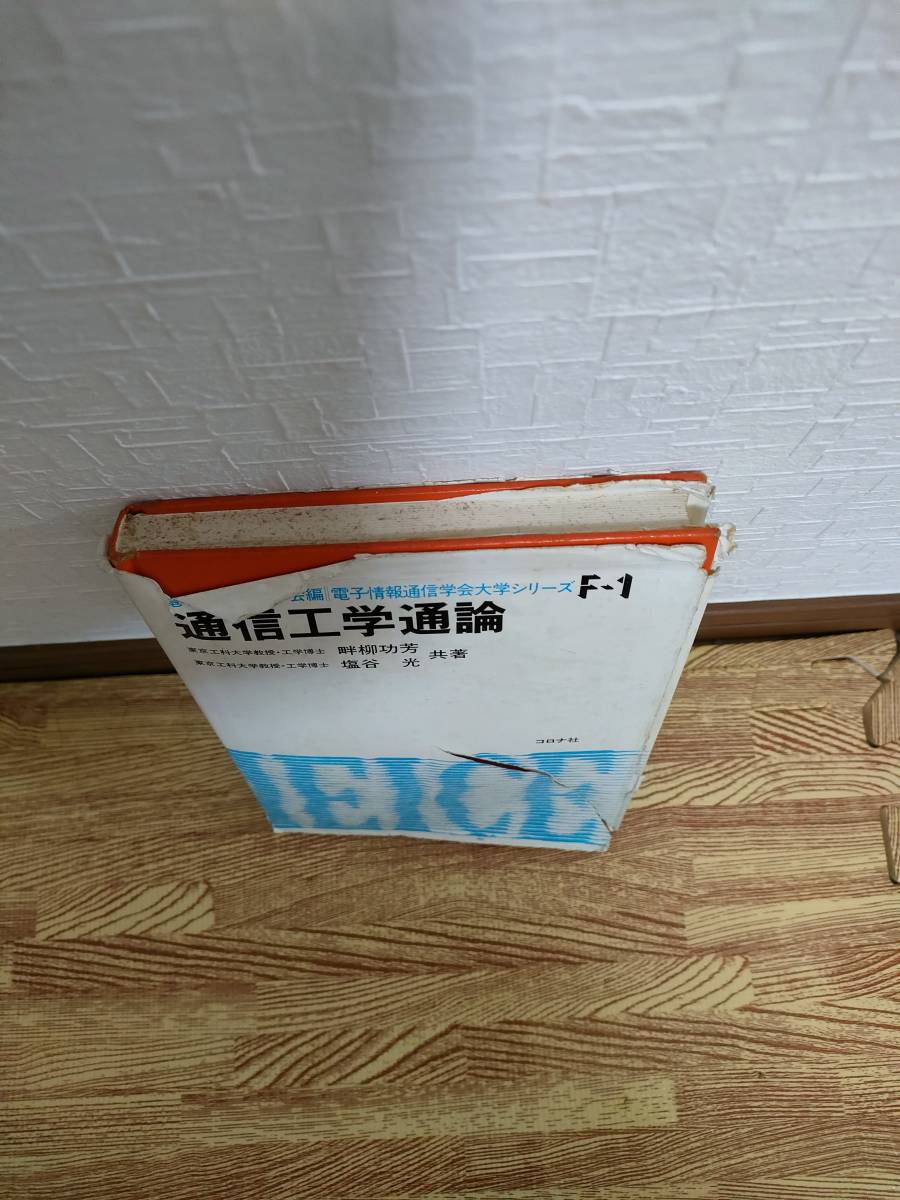 会編 電子情報通信学会大学シリーズ F-1
通信工学通論
東京工科大学教授・工学博士 畔柳功芳
東京工科大学教授・工学博士 塩谷 光 共著
コロナ社
IEICE